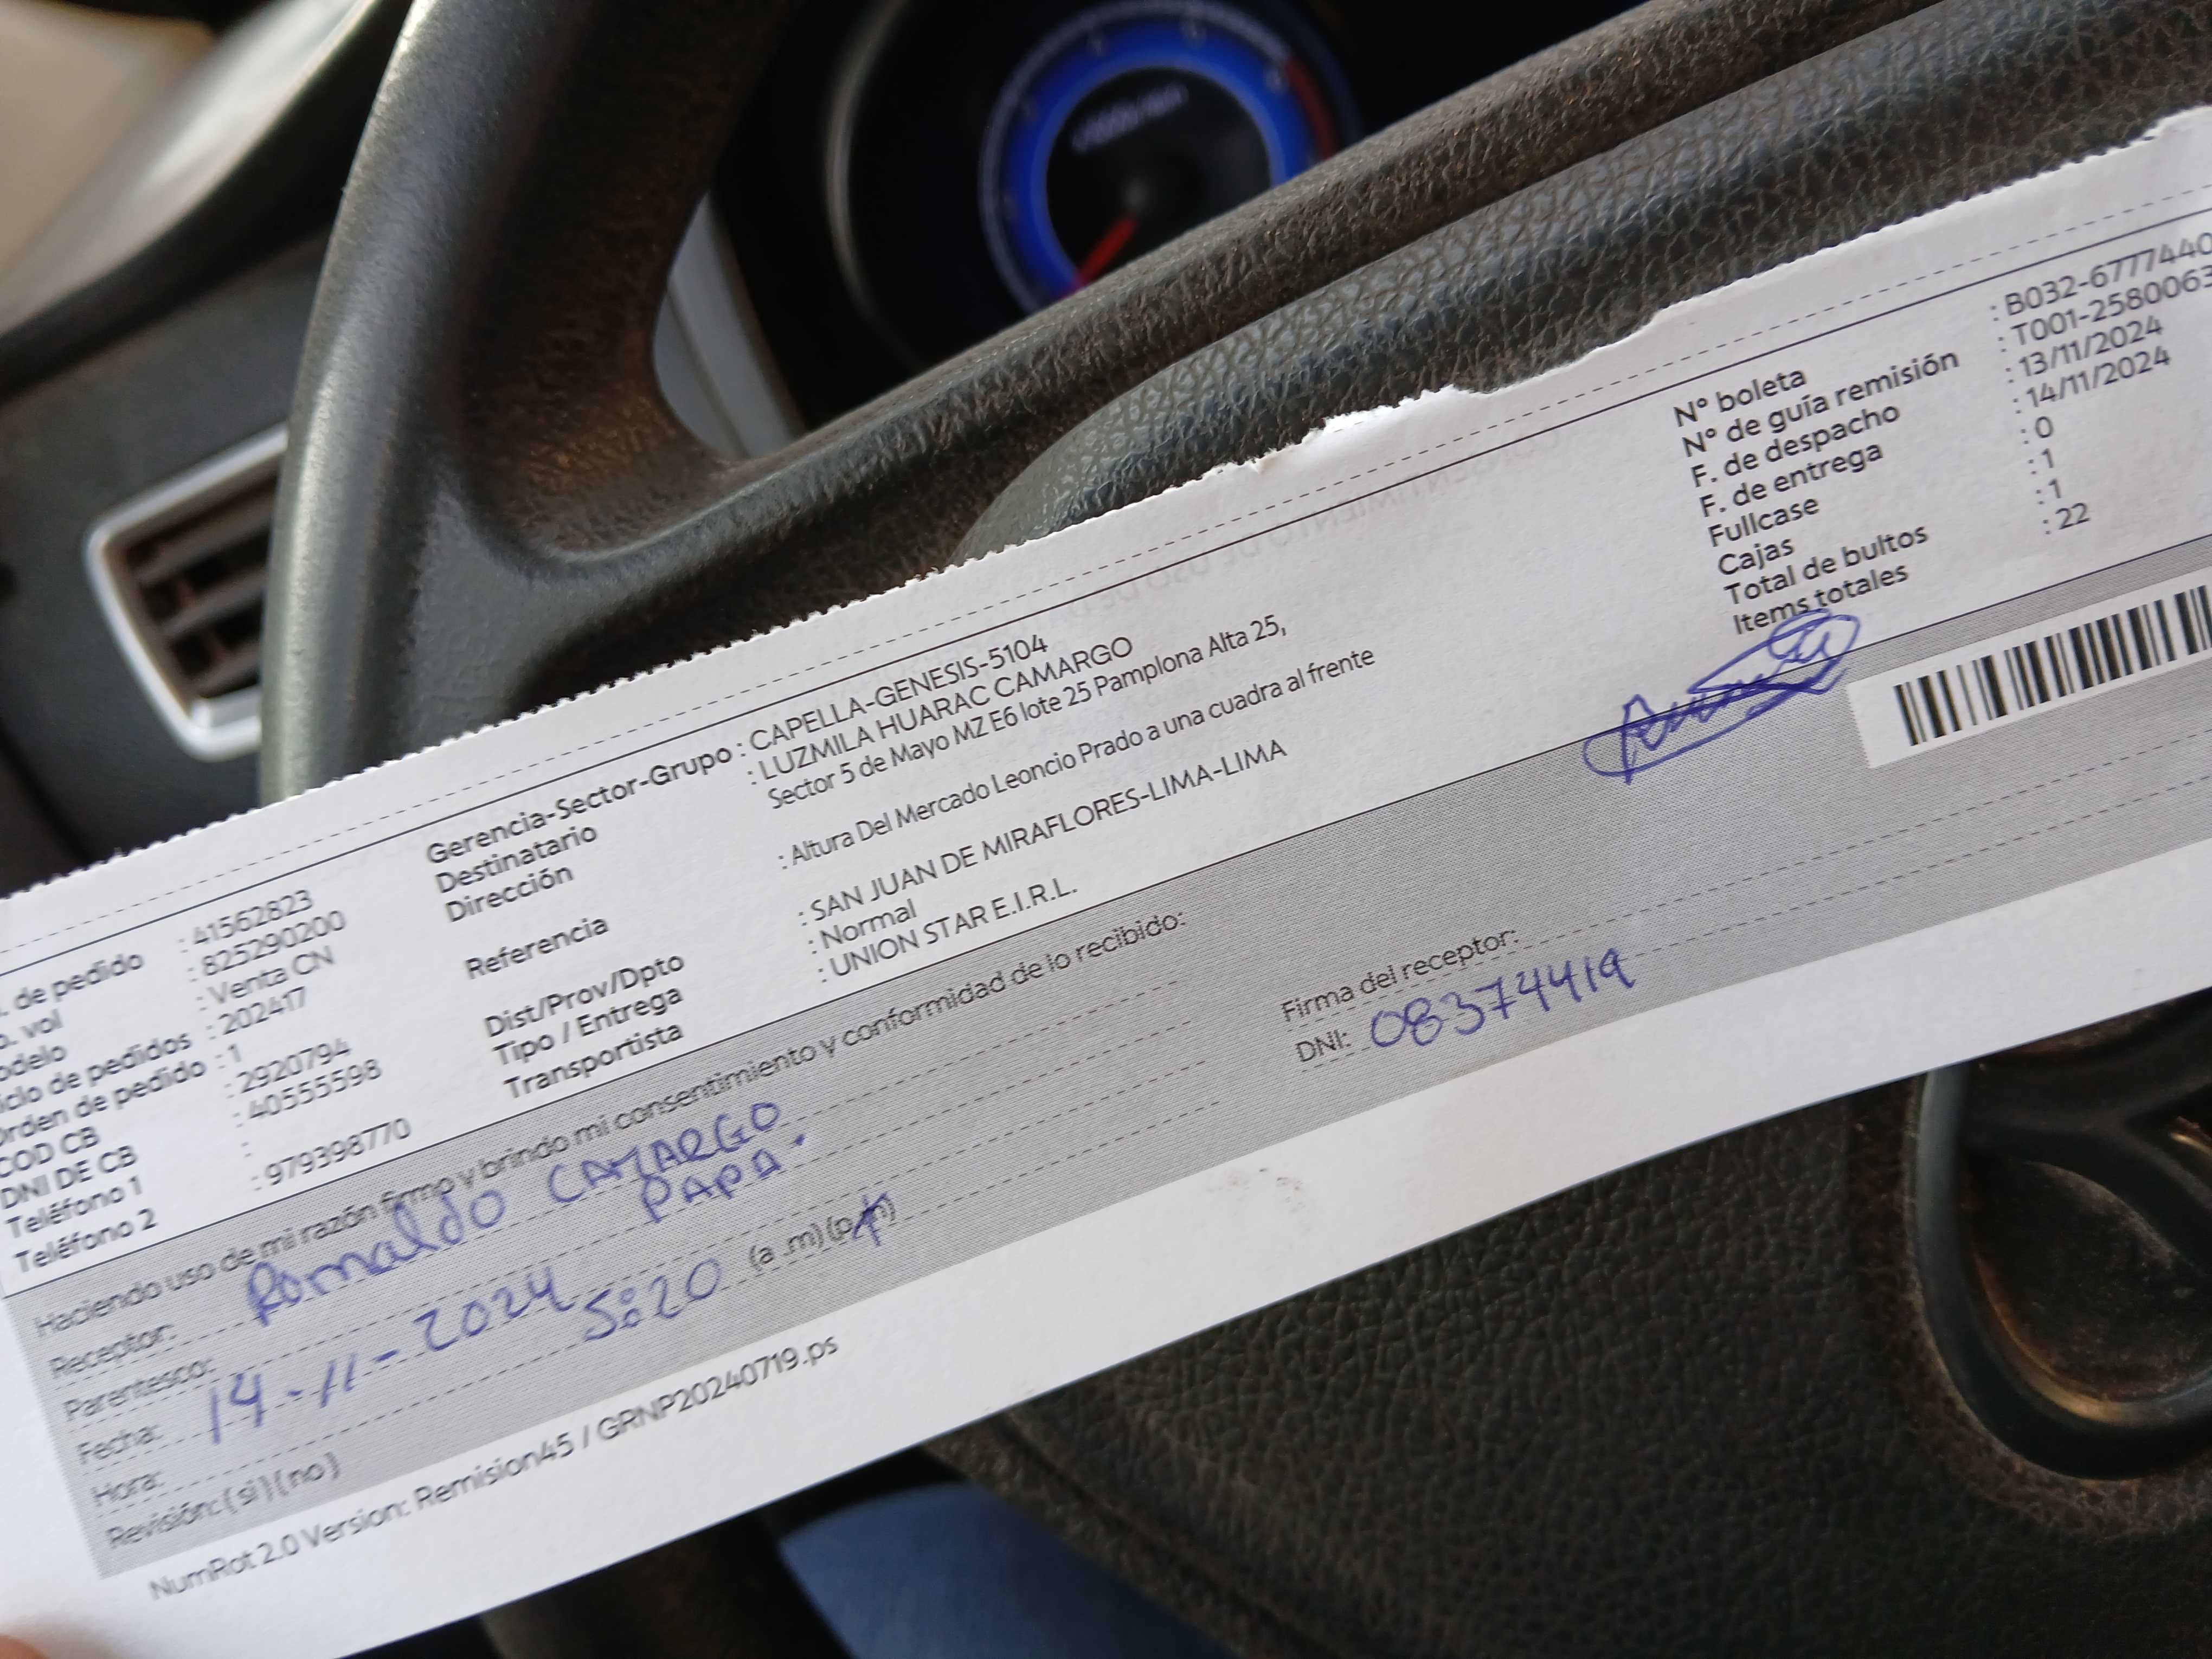 . de pedido : 41562823
o. vol : 825290200
odelo : Venta CN
iclo de pedidos : 202417
Orden de pedido : 1
COD CB : 2920794
DNI DE CB : 40555598
Teléfono 1 :
Teléfono 2 : 979398770
Gerencia-Sector-Grupo : CAPELLA-GENESIS-5104
Destinatario : LUZMILA HUARAC CAMARGO
Dirección Sector 5 de Mayo MZ E6 lote 25 Pamplona Alta 25,
Referencia : Altura Del Mercado Leoncio Prado a una cuadra al frente
Dist/Prov/Dpto : SAN JUAN DE MIRAFLORES-LIMA-LIMA
Tipo / Entrega : Normal
Transportista : UNION STAR E.I.R.L.
N° boleta : B032-6777440
N° de guía remisión : T001-2580063
F. de despacho : 13/11/2024
F. de entrega : 14/11/2024
Fullcase : 0
Cajas : 1
Total de bultos : 1
Items totales : 22
Haciendo uso de mi razón firmo y brindo mi consentimiento y conformidad de lo recibido:
Receptor: Romaldo CAMARGO
Parentesco: PAPA.
Fecha: 14-11-2024
Hora: 5:20 (a .m) (p.m)
Revisión: ( si ) ( no )
Firma del receptor:
DNI: 08374419
NumRot 2.0 Version: Remision45 / GRNP20240719.ps